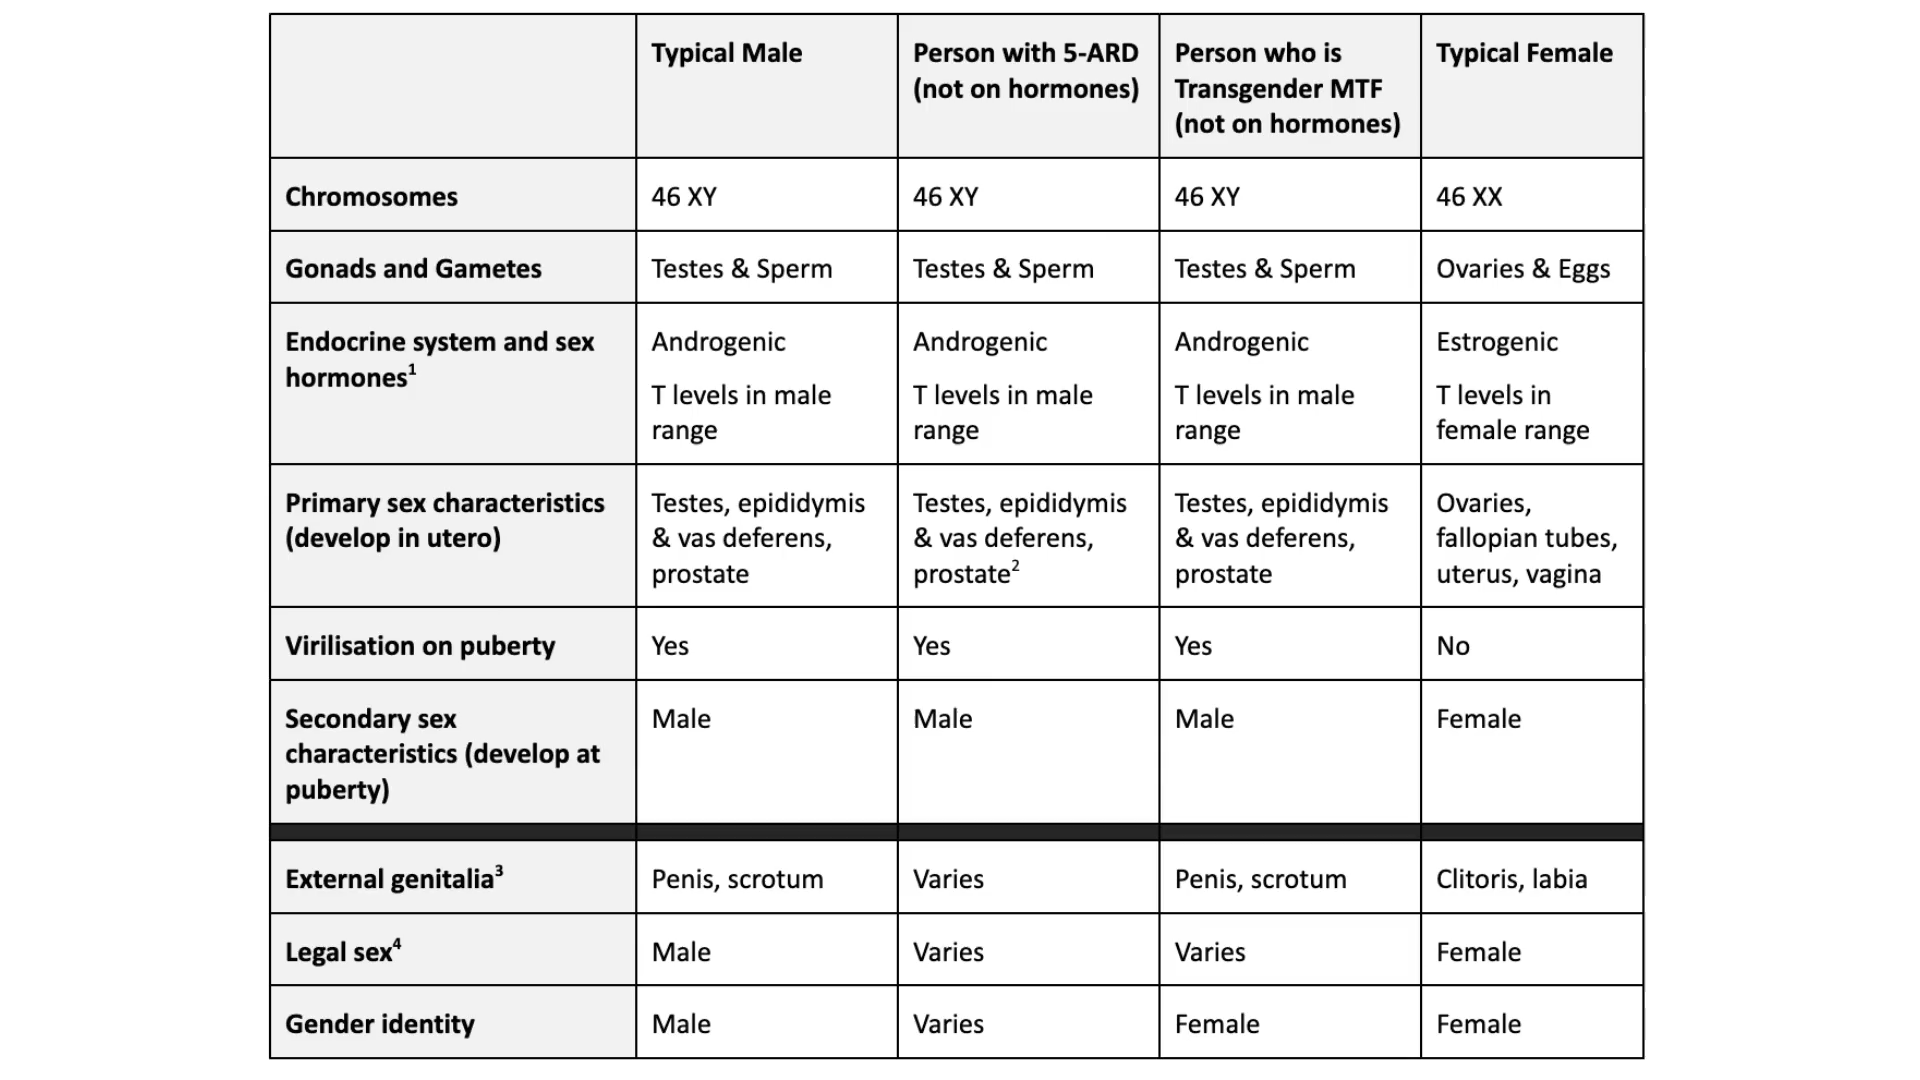 Typical Male
Person with 5-ARD
(not on hormones)
Person who is
Transgender MTF
(not on hormones)
Typical Female
Chromosomes
46 XY
46 XY
46 XY
46 XX
Gonads and Gametes
Testes & Sperm
Testes & Sperm
Testes & Sperm
Ovaries & Eggs
Endocrine system and sex
hormones¹
Androgenic
T levels in male
range
Androgenic
T levels in male
range
Androgenic
T levels in male
range
Estrogenic
T levels in
female range
Primary sex characteristics
(develop in utero)
Testes, epididymis
& vas deferens,
prostate
Testes, epididymis
& vas deferens,
prostate²
Testes, epididymis
& vas deferens,
prostate
Ovaries,
fallopian tubes,
uterus, vagina
Virilisation on puberty
Yes
Yes
Yes
No
Secondary sex
characteristics (develop at
puberty)
Male
Male
Male
Female
External genitalia³
Penis, scrotum
Varies
Penis, scrotum
Clitoris, labia
Legal sex⁴
Male
Varies
Varies
Female
Gender identity
Male
Varies
Female
Female